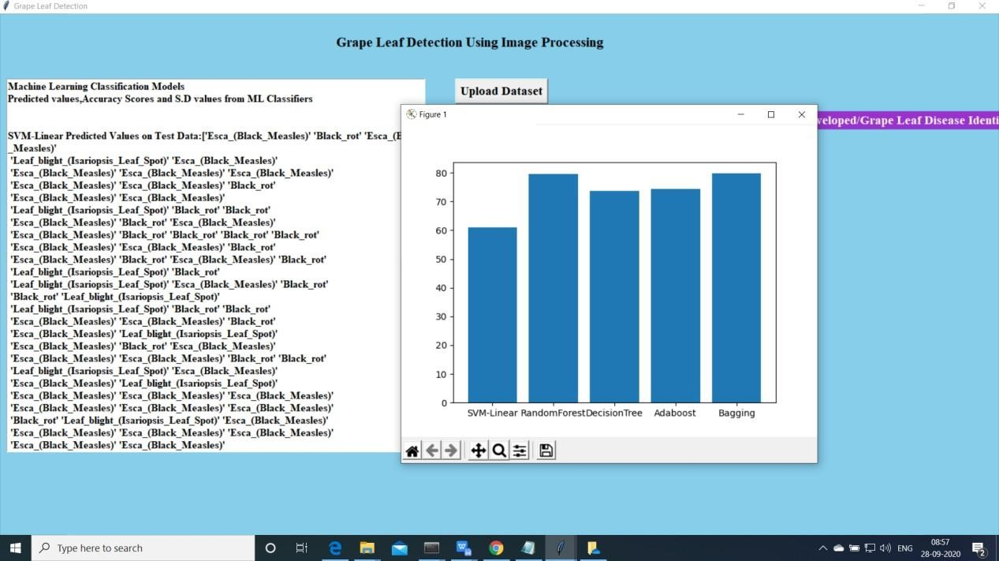 Grape Leaf Detection
Grape Leaf Detection Using Image Processing
Machine Learning Classification Models
Predicted values,Accuracy Scores and S.D values from ML Classifiers
SVM-Linear Predicted Values on Test Data:['Esca_(Black_Measles)' 'Black_rot' 'Esca_(
_Measles)'
'Leaf_blight_(Isariopsis_Leaf_Spot)' 'Esca_(Black_Measles)'
'Esca_(Black_Measles)' 'Esca_(Black_Measles)' 'Esca_(Black_Measles)'
'Esca_(Black_Measles)' 'Esca_(Black_Measles)' 'Black_rot'
'Esca_(Black_Measles)' 'Esca_(Black_Measles)'
'Leaf_blight_(Isariopsis_Leaf_Spot)' 'Black_rot' 'Black_rot'
'Esca_(Black_Measles)' 'Black_rot' 'Esca_(Black_Measles)'
'Esca_(Black_Measles)' 'Black_rot' 'Black_rot' 'Black_rot' 'Black_rot'
'Esca_(Black_Measles)' 'Esca_(Black_Measles)' 'Black_rot'
'Esca_(Black_Measles)' 'Black_rot' 'Esca_(Black_Measles)' 'Black_rot'
'Leaf_blight_(Isariopsis_Leaf_Spot)' 'Black_rot'
'Leaf_blight_(Isariopsis_Leaf_Spot)' 'Esca_(Black_Measles)' 'Black_rot'
'Black_rot' 'Leaf_blight_(Isariopsis_Leaf_Spot)'
'Leaf_blight_(Isariopsis_Leaf_Spot)' 'Black_rot' 'Black_rot'
'Esca_(Black_Measles)' 'Esca_(Black_Measles)' 'Black_rot'
'Esca_(Black_Measles)' 'Leaf_blight_(Isariopsis_Leaf_Spot)'
'Esca_(Black_Measles)' 'Black_rot' 'Esca_(Black_Measles)'
'Esca_(Black_Measles)' 'Esca_(Black_Measles)' 'Black_rot' 'Black_rot'
'Leaf_blight_(Isariopsis_Leaf_Spot)' 'Esca_(Black_Measles)'
'Esca_(Black_Measles)' 'Leaf_blight_(Isariopsis_Leaf_Spot)'
'Esca_(Black_Measles)' 'Esca_(Black_Measles)' 'Esca_(Black_Measles)'
'Esca_(Black_Measles)' 'Esca_(Black_Measles)' 'Esca_(Black_Measles)'
'Black_rot' 'Leaf_blight_(Isariopsis_Leaf_Spot)' 'Esca_(Black_Measles)'
'Esca_(Black_Measles)' 'Esca_(Black_Measles)' 'Esca_(Black_Measles)'
'Esca_(Black_Measles)' 'Esca_(Black_Measles)'
Upload Dataset
veloped/Grape Leaf Disease Identi
Figure 1
80
70
60
50
40
30
20
10
0
SVM-Linear RandomForest DecisionTree Adaboost Bagging
Type here to search
ENG
08:57
28-09-2020
2